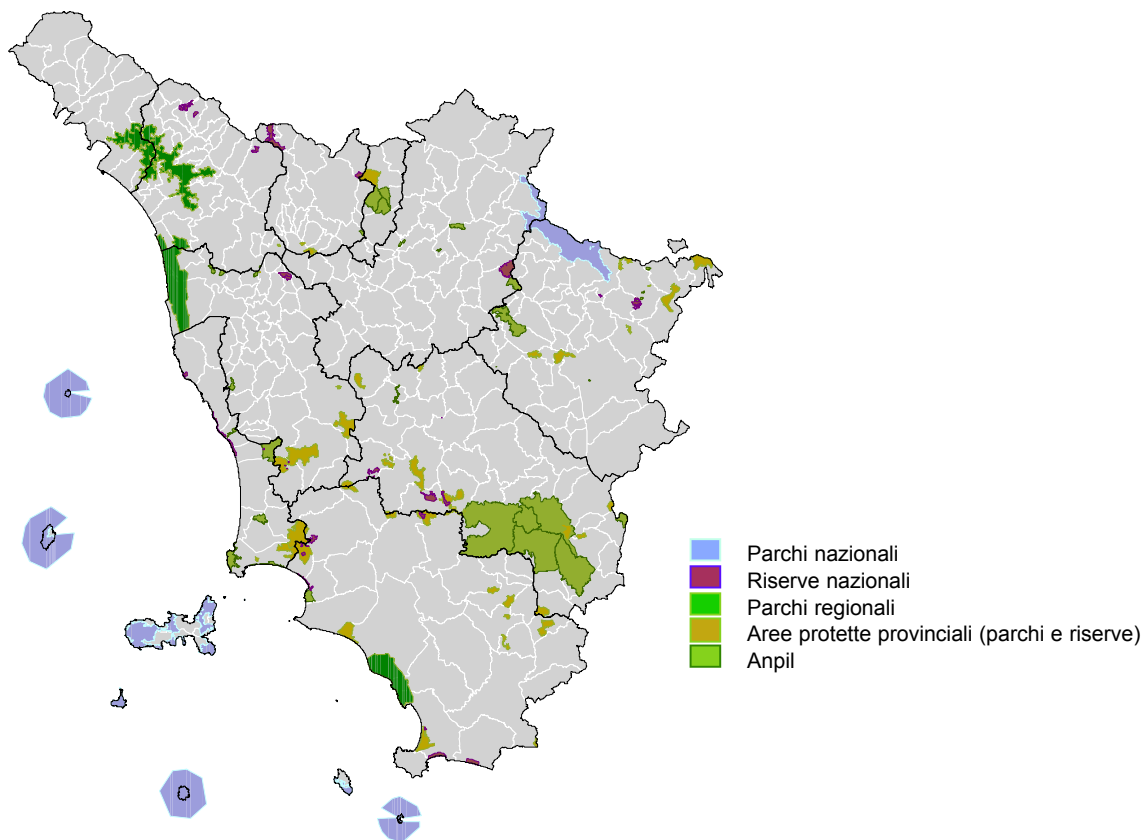 Parchi nazionali
Riserve nazionali
Parchi regionali
Aree protette provinciali (parchi e riserve)
Anpil